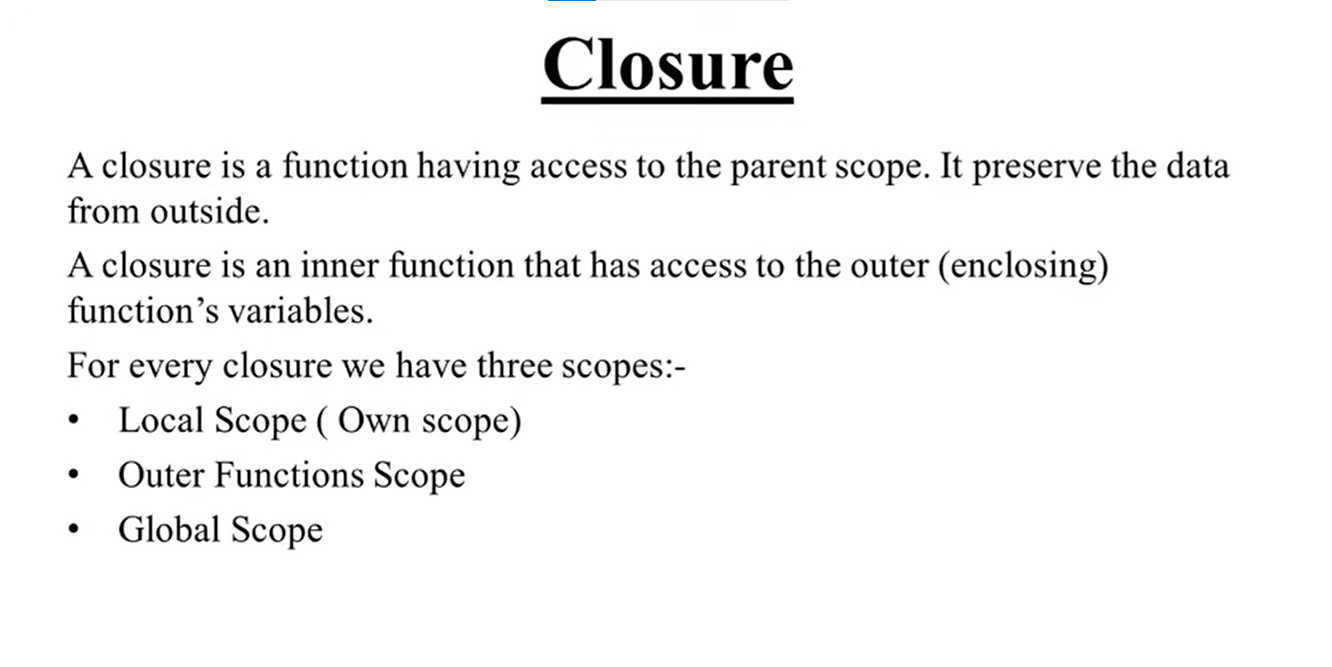 Closure
A closure is a function having access to the parent scope. It preserve the data
from outside.
A closure is an inner function that has access to the outer (enclosing)
function’s variables.
For every closure we have three scopes:-
• Local Scope ( Own scope)
• Outer Functions Scope
• Global Scope